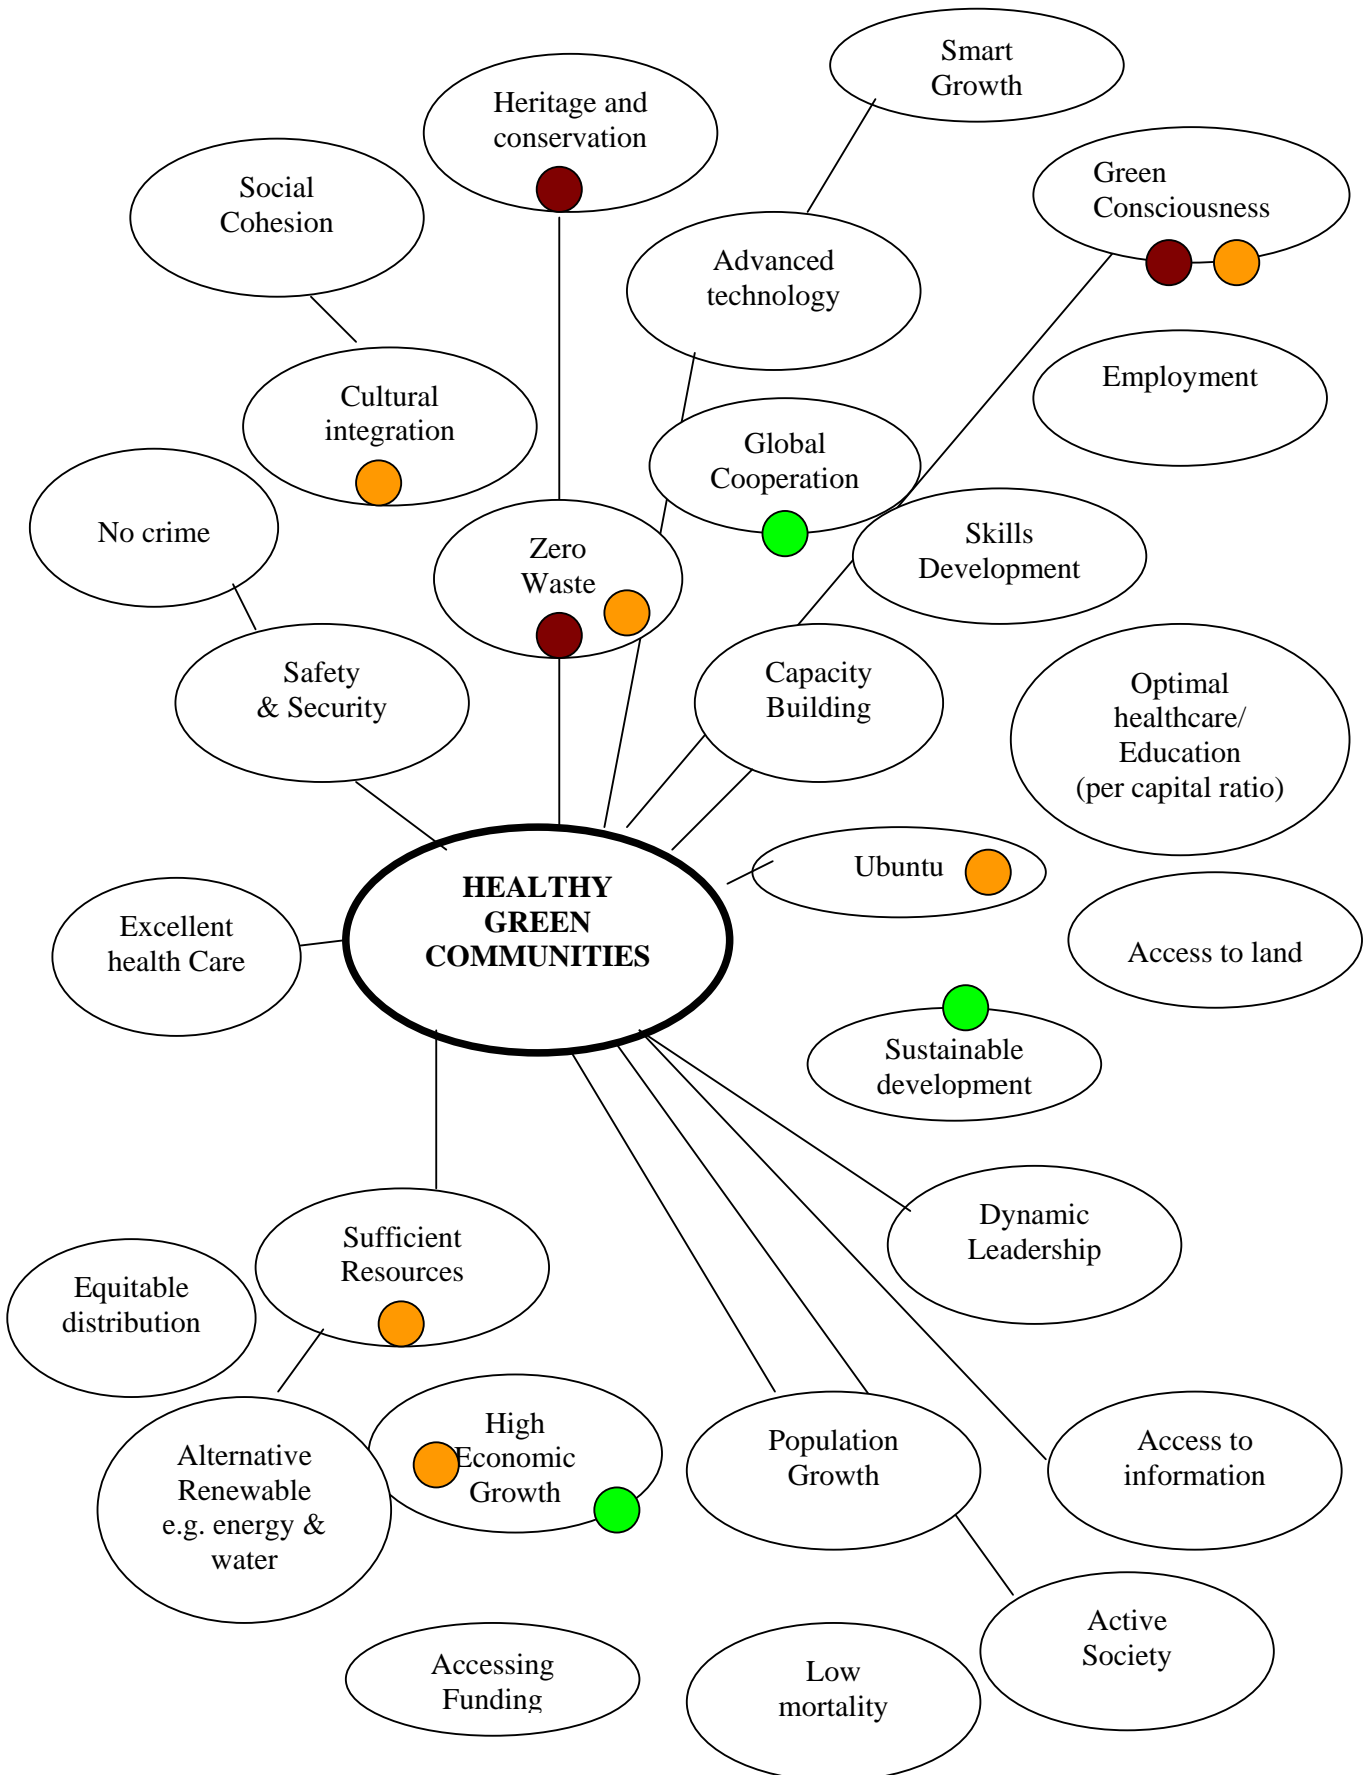 Smart
Growth
Heritage and
conservation
Green
Consciousness
Social
Cohesion
Advanced
technology
Employment
Cultural
integration
Global
Cooperation
No crime
Zero
Waste
Skills
Development
Safety
& Security
Capacity
Building
Optimal
healthcare/
Education
(per capital ratio)
HEALTHY
GREEN
COMMUNITIES
Ubuntu
Excellent
health Care
Access to land
Sustainable
development
Dynamic
Leadership
Sufficient
Resources
Equitable
distribution
High
Economic
Growth
Population
Growth
Access to
information
Alternative
Renewable
e.g. energy &
water
Active
Society
Accessing
Funding
Low
mortality